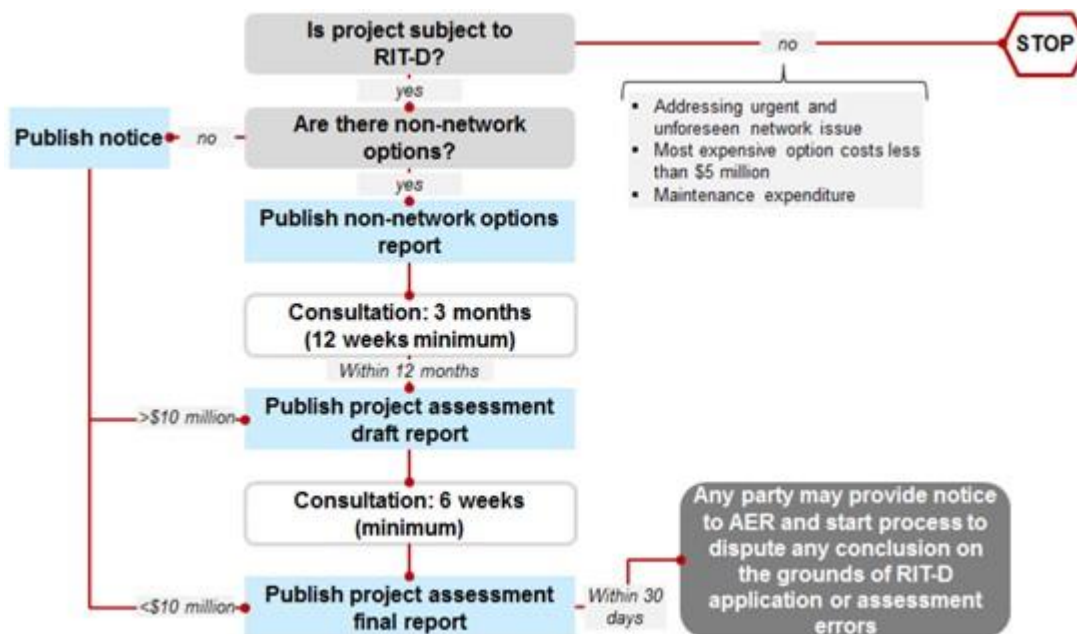 Is project subject to
RIT-D?
no
STOP
yes
Addressing urgent and
unforeseen network issue
Most expensive option costs less
than $5 million
Maintenance expenditure
Publish notice
no
Are there non-network
options?
yes
Publish non-network options
report
Consultation: 3 months
(12 weeks minimum)
Within 12 months
>$10 million
Publish project assessment
draft report
Consultation: 6 weeks
(minimum)
<$10 million
Publish project assessment
final report
Within 30
days
Any party may provide notice
to AER and start process to
dispute any conclusion on
the grounds of RIT-D
application or assessment
errors